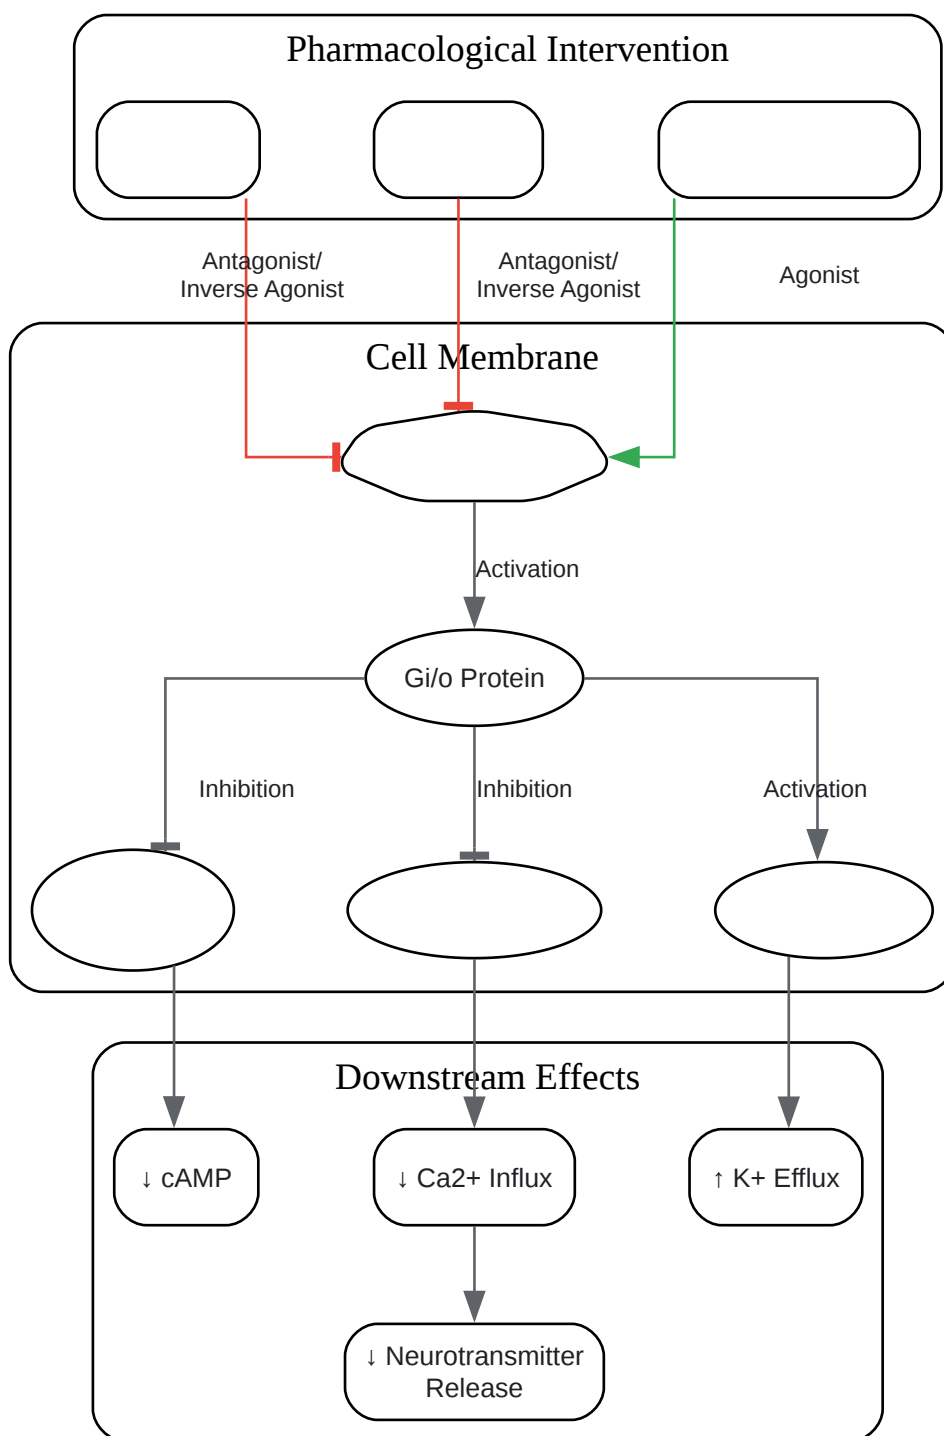 Pharmacological Intervention
Antagonist/
Inverse Agonist
Antagonist/
Inverse Agonist
Agonist
Cell Membrane
Activation
Gi/o Protein
Inhibition
Inhibition
Activation
Downstream Effects
↓ cAMP
↓ Ca2+ Influx
↑ K+ Efflux
↓ Neurotransmitter
Release